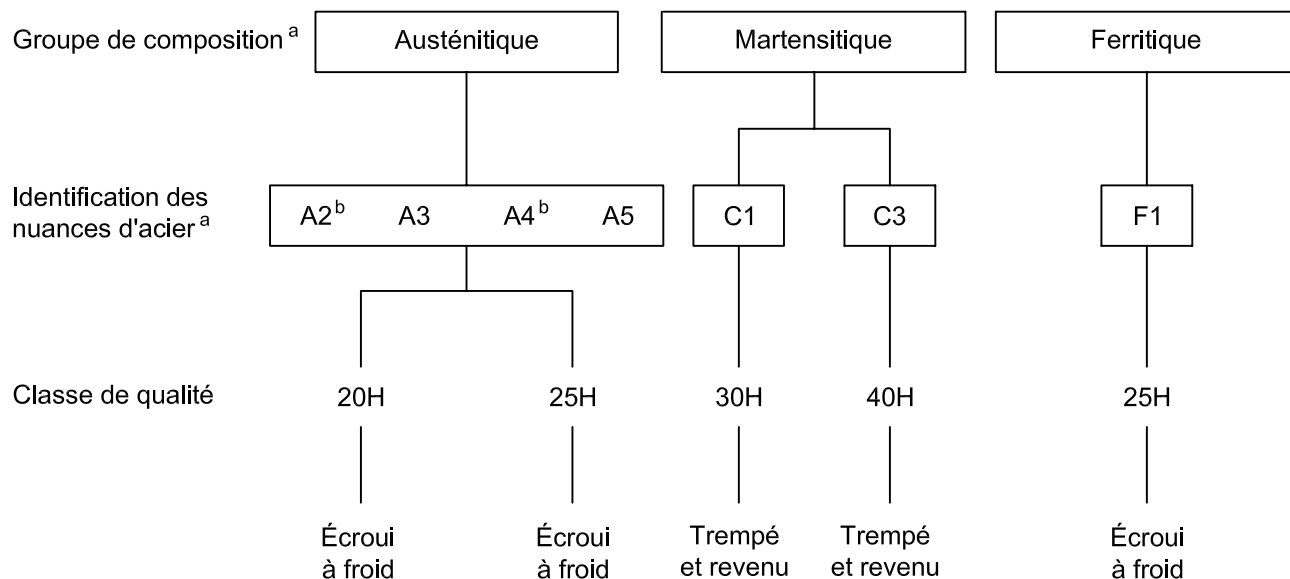 Groupe de composition a
Austénitique
Martensitique
Ferritique
Identification des
nuances d'acier a
A2 b
A3
A4 b
A5
C1
C3
F1
Classe de qualité
20H
25H
30H
40H
25H
Écroui
à froid
Écroui
à froid
Trempé
et revenu
Trempé
et revenu
Écroui
à froid